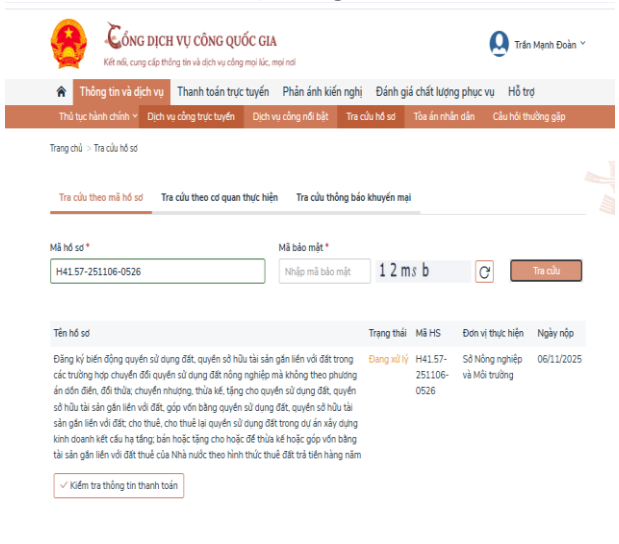 CỔNG DỊCH VỤ CÔNG QUỐC GIA
Kết nối, cung cấp thông tin và dịch vụ công mọi lúc, mọi nơi
Trần Mạnh Đoàn
Thông tin và dịch vụ Thanh toán trực tuyến Phản ánh kiến nghị Đánh giá chất lượng phục vụ Hỗ trợ
Thủ tục hành chính Dịch vụ công trực tuyến Dịch vụ công nổi bật Tra cứu hồ sơ Tòa án nhân dân Câu hỏi thường gặp
Trang chủ > Tra cứu hồ sơ
Tra cứu theo mã hồ sơ Tra cứu theo cơ quan thực hiện Tra cứu thông báo khuyến mại
Mã hồ sơ * Mã bảo mật *
H41.57-251106-0526 Nhập mã bảo mật 12msb Tra cứu
Tên hồ sơ Trạng thái Mã HS Đơn vị thực hiện Ngày nộp
Đăng ký biến động quyền sử dụng đất, quyền sở hữu tài sản gắn liền với đất trong Đang xử lý H41.57- Sở Nông nghiệp 06/11/2025
các trường hợp chuyển đổi quyền sử dụng đất nông nghiệp mà không theo phương 251106- và Môi trường
án dồn điền, đổi thửa; chuyển nhượng, thừa kế, tặng cho quyền sử dụng đất, quyền 0526
sở hữu tài sản gắn liền với đất, góp vốn bằng quyền sử dụng đất, quyền sở hữu tài
sản gắn liền với đất; cho thuê, cho thuê lại quyền sử dụng đất trong dự án xây dựng
kinh doanh kết cấu hạ tầng; bán hoặc tặng cho hoặc để thừa kế hoặc góp vốn bằng
tài sản gắn liền với đất thuê của Nhà nước theo hình thức thuê đất trả tiền hàng năm
Kiểm tra thông tin thanh toán